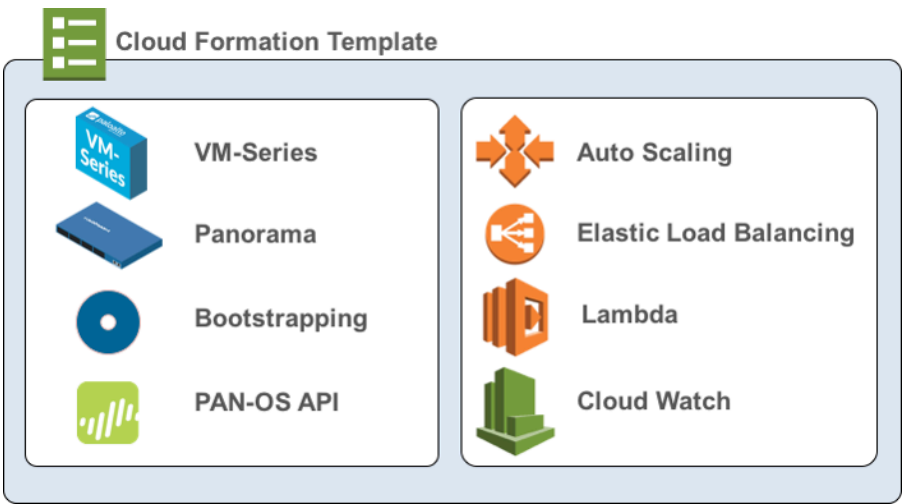 Cloud Formation Template
paloalto
VM-
Series
VM-Series
Panorama
Bootstrapping
PAN-OS API
Auto Scaling
Elastic Load Balancing
Lambda
Cloud Watch